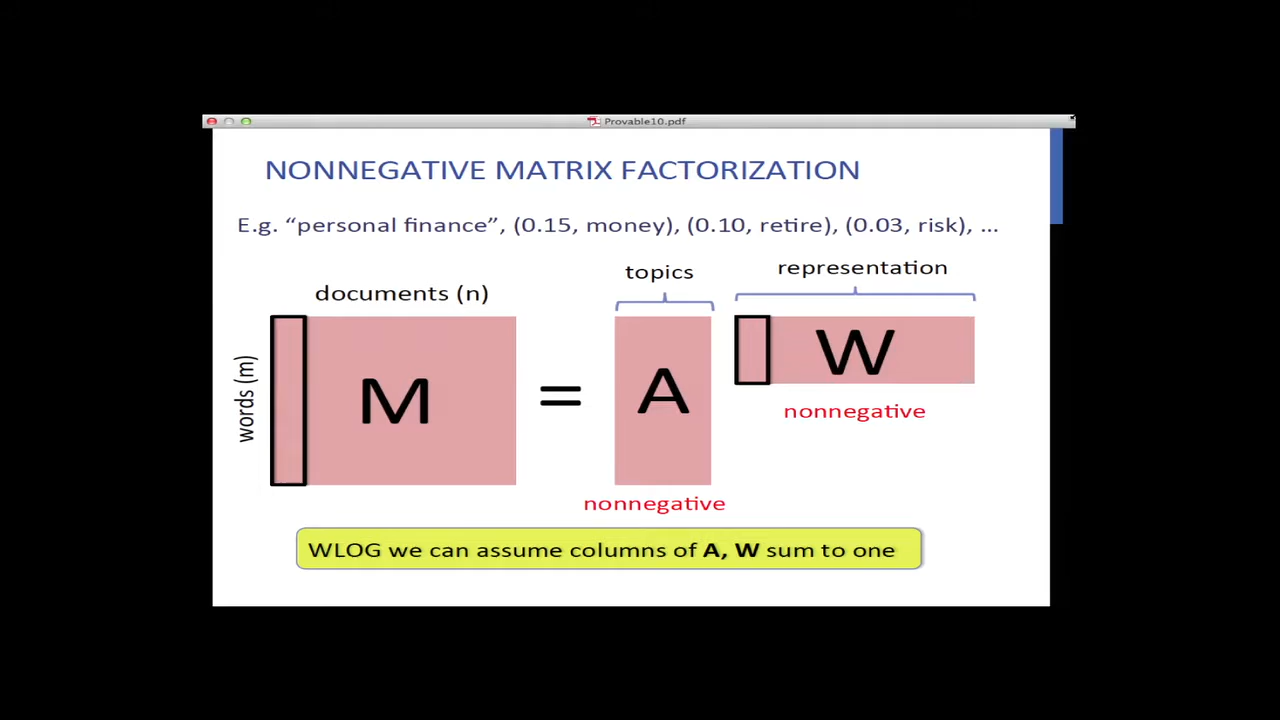 Provable10.pdf
NONNEGATIVE MATRIX FACTORIZATION
E.g. “personal finance”, (0.15, money), (0.10, retire), (0.03, risk), ...
documents (n)
topics
representation
words (m)
M
=
A
W
nonnegative
nonnegative
WLOG we can assume columns of A, W sum to one